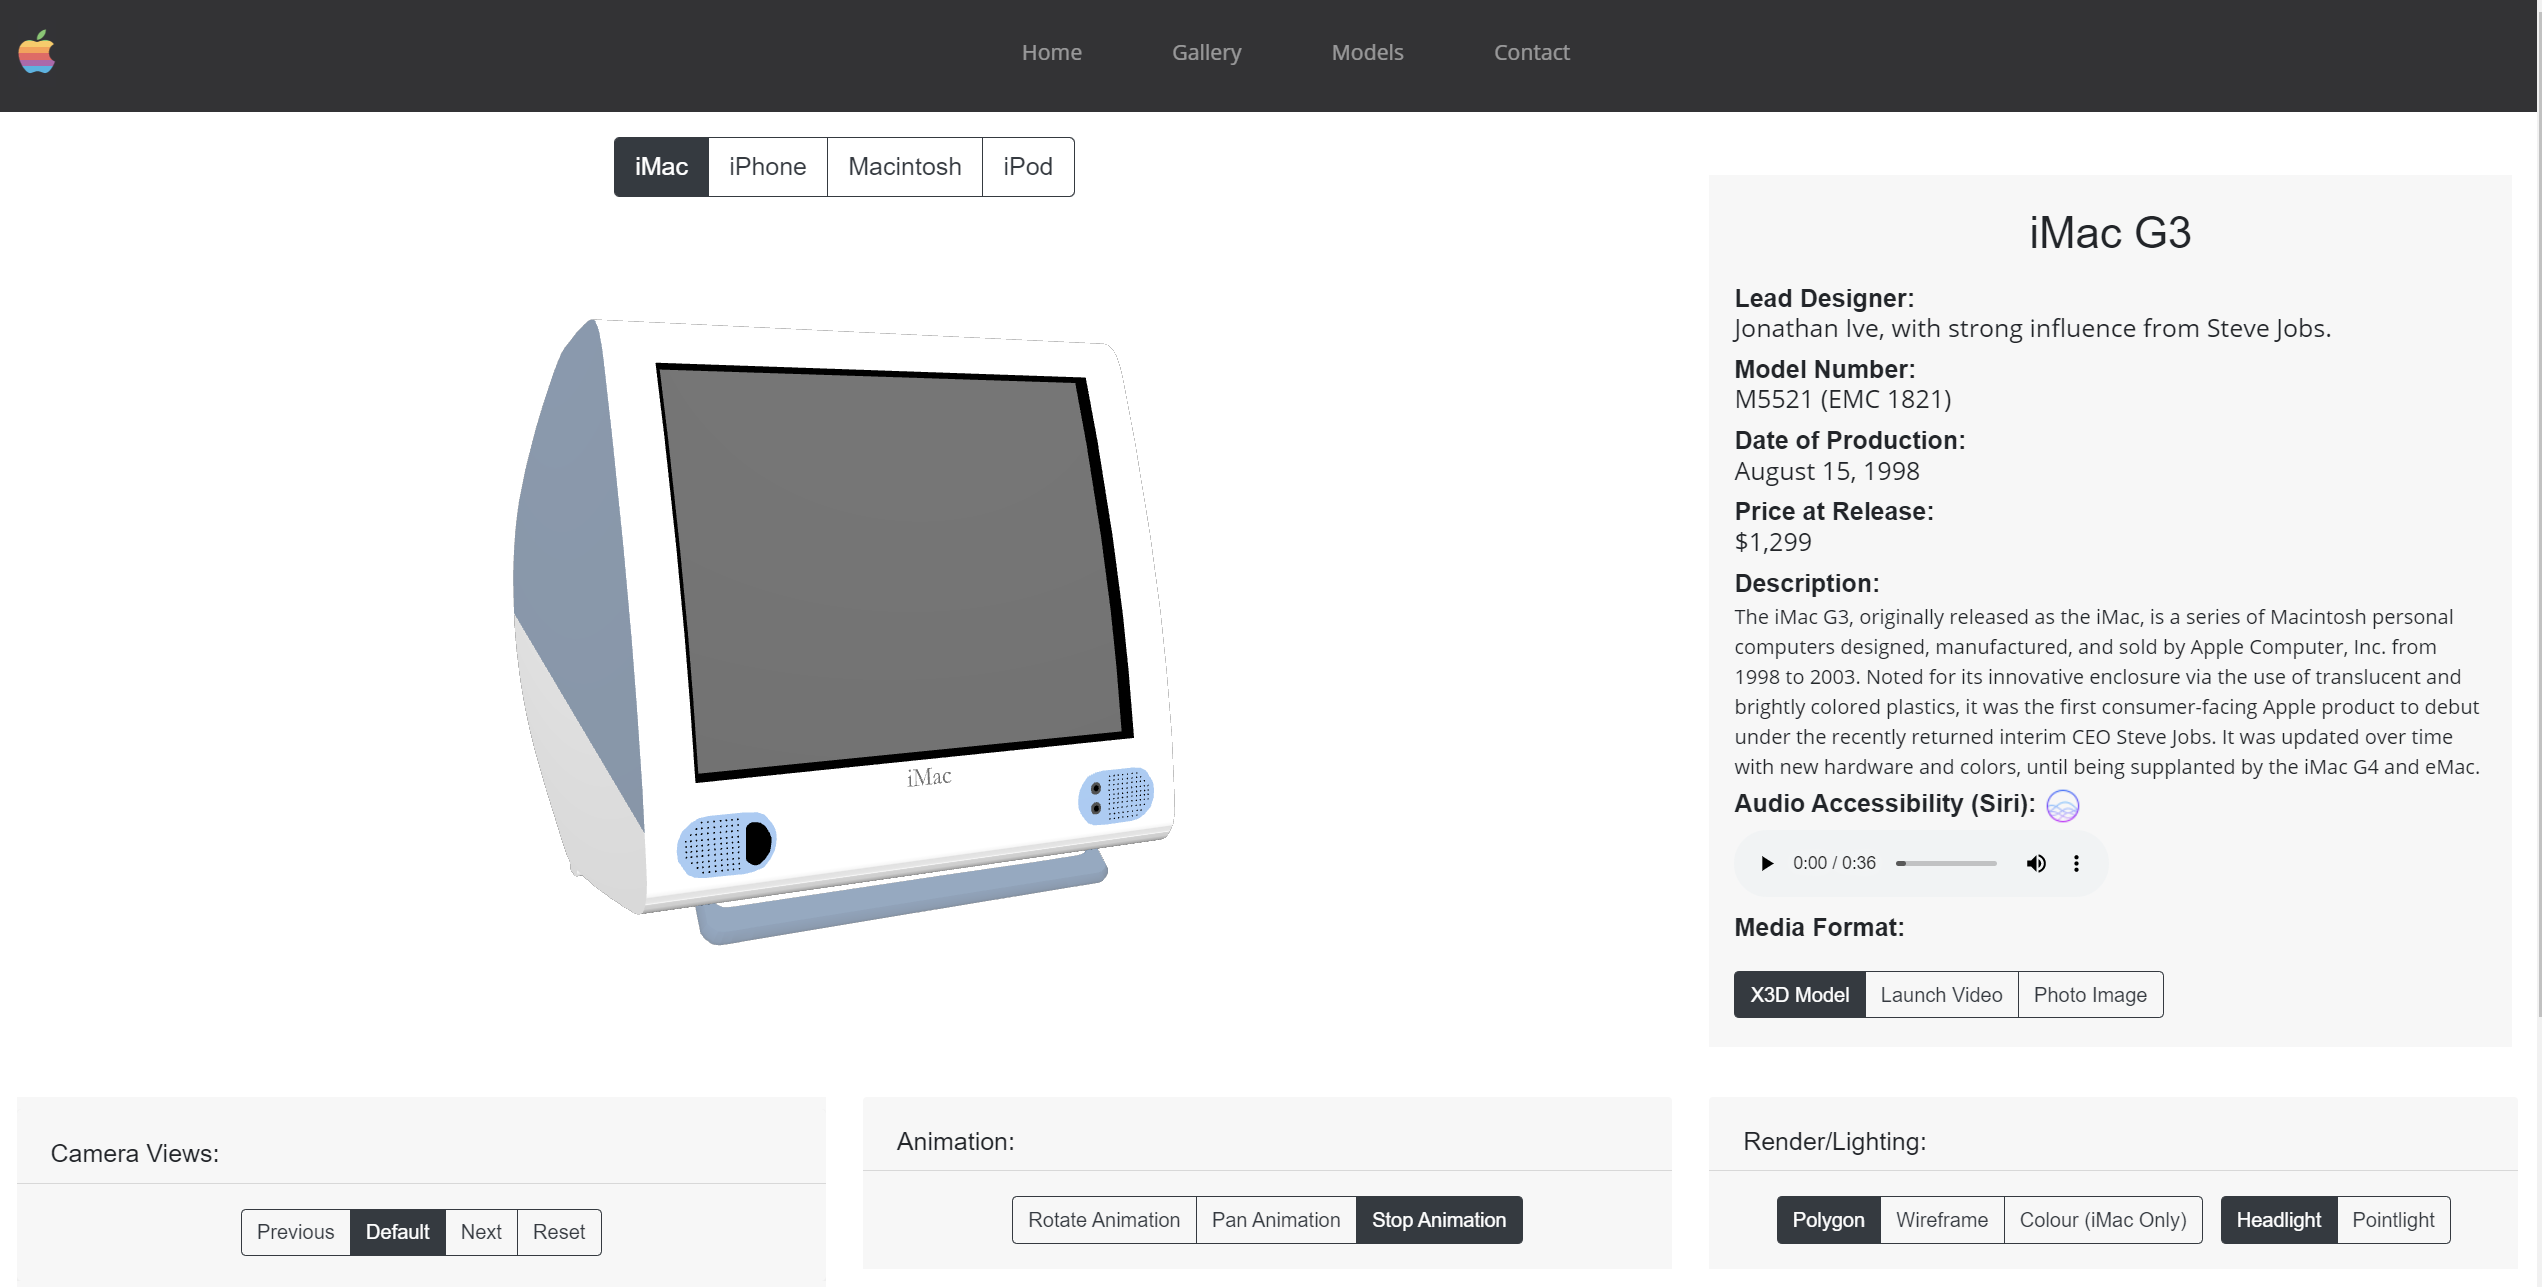 Home Gallery Models Contact
iMac iPhone Macintosh iPod
iMac
iMac G3
Lead Designer:
Jonathan Ive, with strong influence from Steve Jobs.
Model Number:
M5521 (EMC 1821)
Date of Production:
August 15, 1998
Price at Release:
$1,299
Description:
The iMac G3, originally released as the iMac, is a series of Macintosh personal
computers designed, manufactured, and sold by Apple Computer, Inc. from
1998 to 2003. Noted for its innovative enclosure via the use of translucent and
brightly colored plastics, it was the first consumer-facing Apple product to debut
under the recently returned interim CEO Steve Jobs. It was updated over time
with new hardware and colors, until being supplanted by the iMac G4 and eMac.
Audio Accessibility (Siri):
0:00 / 0:36
Media Format:
X3D Model Launch Video Photo Image
Camera Views:
Previous Default Next Reset
Animation:
Rotate Animation Pan Animation Stop Animation
Render/Lighting:
Polygon Wireframe Colour (iMac Only) Headlight Pointlight